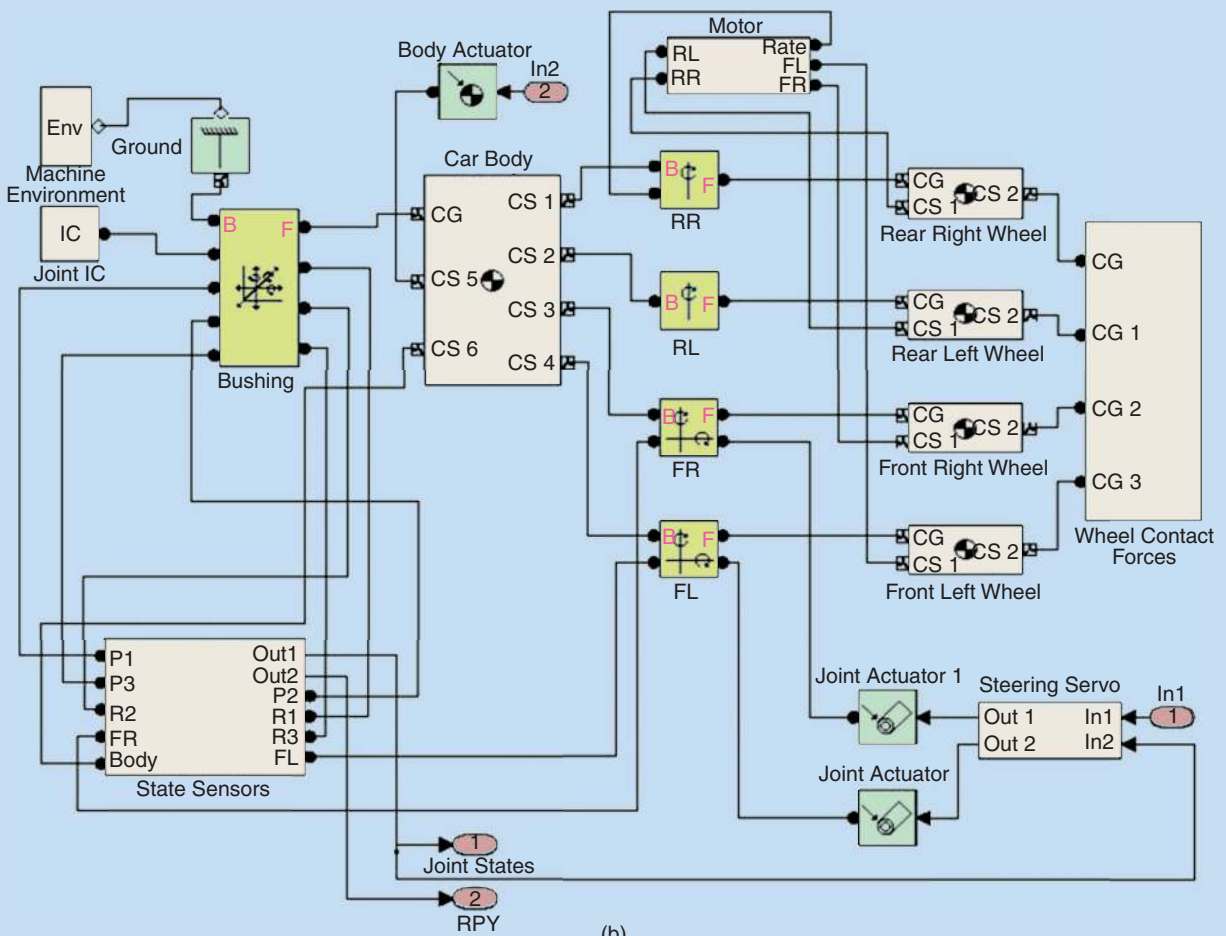 Motor
RL
RR
Rate
FL
FR
Body Actuator
In2
2
Env
Machine
Environment
Ground
IC
Joint IC
B
F
Bushing
Car Body
CG
CS 5
CS 6
CS 1
CS 2
CS 3
CS 4
B
F
RR
B
F
RL
B
F
FR
B
F
FL
CG
CS 1
CS 2
Rear Right Wheel
CG
CS 1
CS 2
Rear Left Wheel
CG
CS 1
CS 2
Front Right Wheel
CG
CS 1
CS 2
Front Left Wheel
CG
CG 1
CG 2
CG 3
Wheel Contact
Forces
P1
P3
R2
FR
Body
Out1
Out2
P2
R1
R3
FL
State Sensors
Joint Actuator 1
Joint Actuator
Steering Servo
Out 1
Out 2
In1
In2
In1
1
1
Joint States
2
RPY
(b)